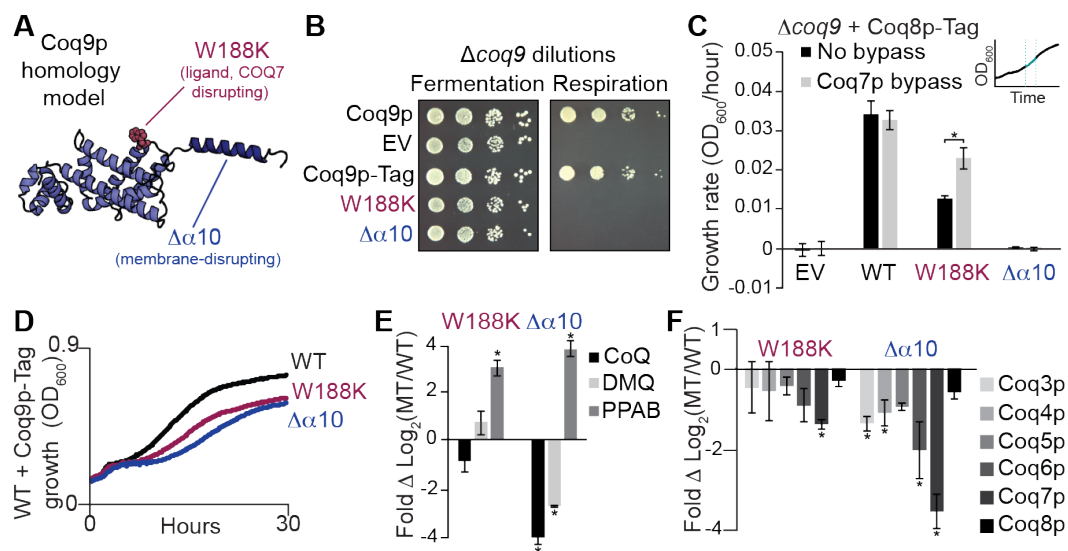 A
Coq9p
homology
model
W188K
(ligand, COQ7
disrupting)
Δα10
(membrane-disrupting)
B
Δcoq9 dilutions
Fermentation Respiration
Coq9p
EV
Coq9p-Tag
W188K
Δα10
C
Δcoq9 + Coq8p-Tag
Growth rate (OD600/hour)
0.05
0.04
0.03
0.02
0.01
0
-0.01
No bypass
Coq7p bypass
*
EV WT W188K Δα10
OD600
Time
D
WT + Coq9p-Tag
growth (OD600)
0.9
0
WT
W188K
Δα10
0 Hours 30
E
W188K Δα10
Fold Δ Log2(MT/WT)
4
2
0
-2
-4
* * * *
CoQ
DMQ
PPAB
F
Fold Δ Log2(MT/WT)
1
0
-2
-4
W188K Δα10
* * * * *
Coq3p
Coq4p
Coq5p
Coq6p
Coq7p
Coq8p